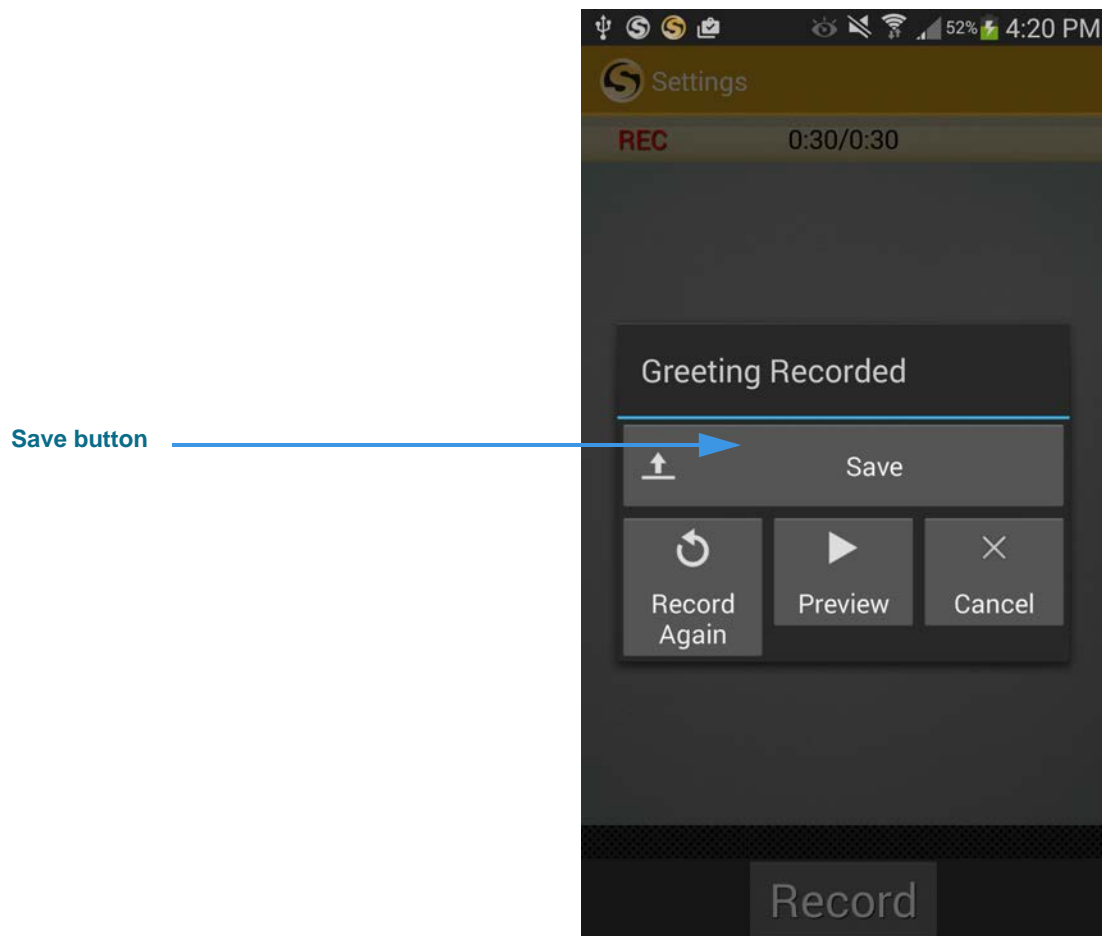 52% 4:20 PM
Settings
REC 0:30/0:30
Greeting Recorded
Save button
Save
Record Again
Preview
Cancel
Record